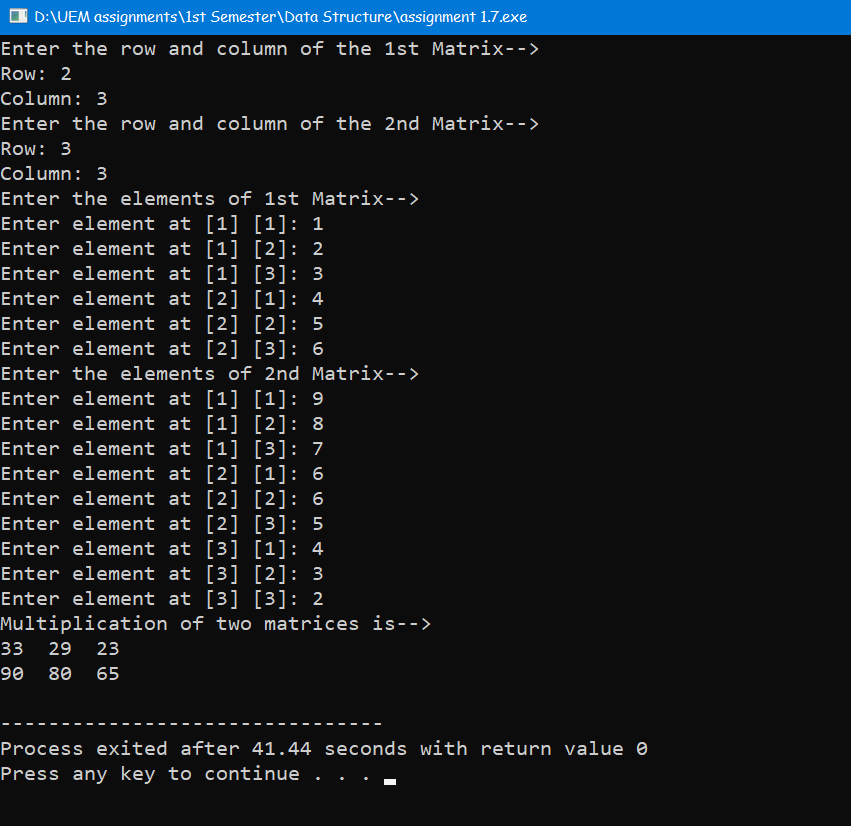 D:\UEM assignments\1st Semester\Data Structure\assignment 1.7.exe
Enter the row and column of the 1st Matrix-->
Row: 2
Column: 3
Enter the row and column of the 2nd Matrix-->
Row: 3
Column: 3
Enter the elements of 1st Matrix-->
Enter element at [1] [1]: 1
Enter element at [1] [2]: 2
Enter element at [1] [3]: 3
Enter element at [2] [1]: 4
Enter element at [2] [2]: 5
Enter element at [2] [3]: 6
Enter the elements of 2nd Matrix-->
Enter element at [1] [1]: 9
Enter element at [1] [2]: 8
Enter element at [1] [3]: 7
Enter element at [2] [1]: 6
Enter element at [2] [2]: 6
Enter element at [2] [3]: 5
Enter element at [3] [1]: 4
Enter element at [3] [2]: 3
Enter element at [3] [3]: 2
Multiplication of two matrices is-->
33  29  23
90  80  65
--------------------------------
Process exited after 41.44 seconds with return value 0
Press any key to continue . . .